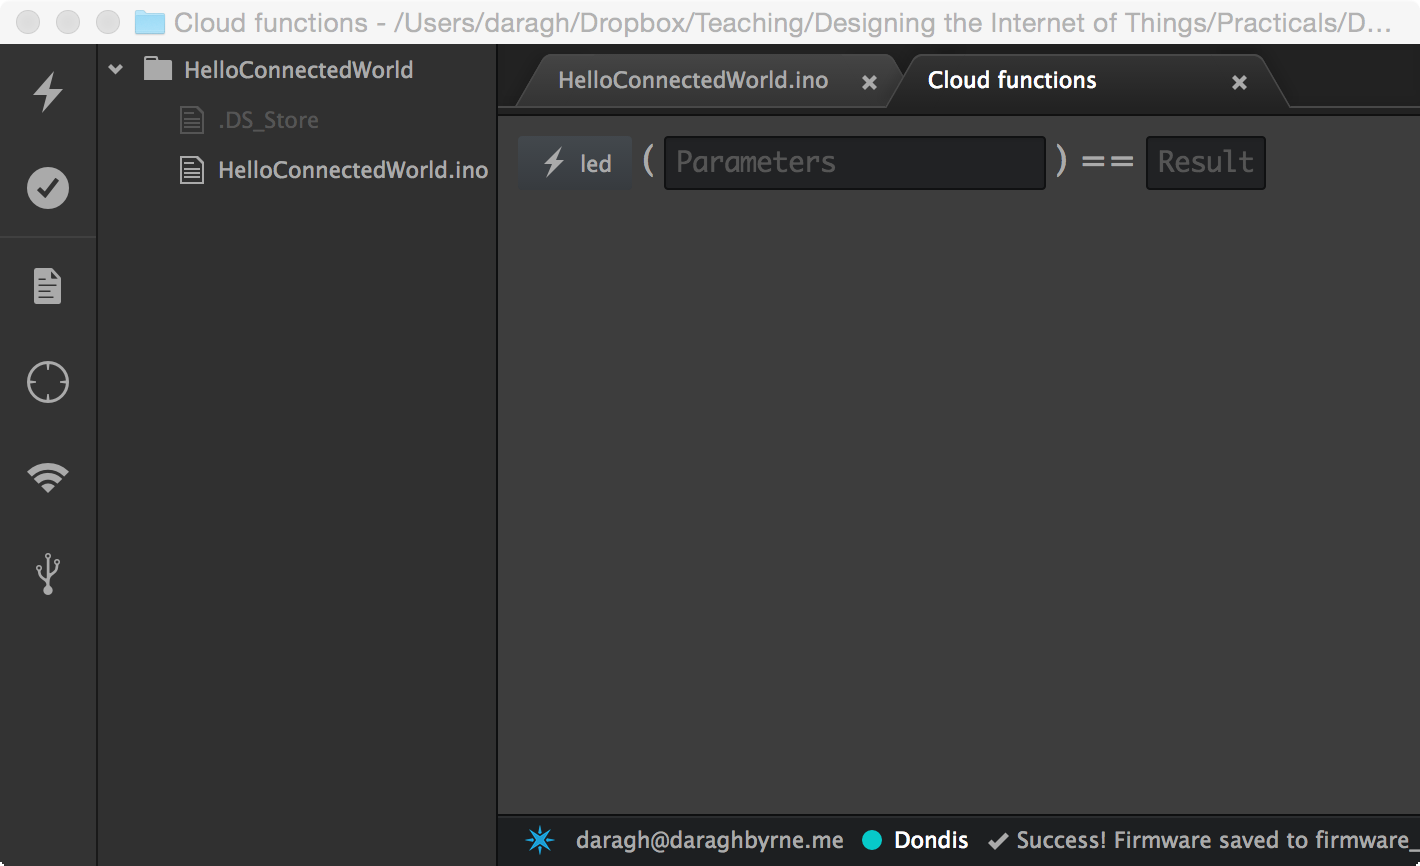 Cloud functions - /Users/daragh/Dropbox/Teaching/Designing the Internet of Things/Practicals/D...
HelloConnectedWorld
.DS_Store
HelloConnectedWorld.ino
HelloConnectedWorld.ino
Cloud functions
led ( Parameters ) == Result
daragh@daraghbyrne.me Dondis Success! Firmware saved to firmware_